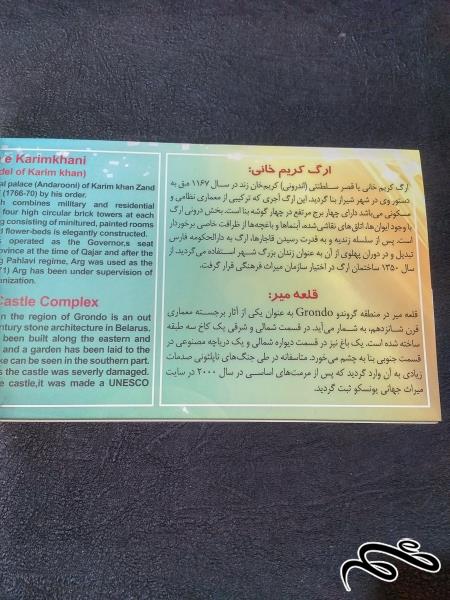 e Karimkhani
del of Karim khan)
al palace (Andarooni) of Karim khan Zand
(1766-70) by his order.
h combines military and residential
four high circular brick towers at each
g consisting of minitured, painted rooms
d flower-beds is elegantly constructed.
s operated as the Governor,s seat
ovince at the time of Qajar and after the
g Pahlavi regime, Arg was used as the
71) Arg has been under supervision of
anization.
Castle Complex
in the region of Grondo is an out
entury stone architecture in Belarus.
been built along the eastern and
and a garden has been laid to the
ke can be seen in the southern part.
s the castle was severly damaged.
e castle,it was made a UNESCO
ارگ کریم خانی:
ارگ کریم خانی یا قصر سلطنتی (اندرونی) کریم‌خان زند در سال ۱۱۶۷ ه.ق به
دستور وی در شهر شیراز بنا گردید. این ارگ آجری که ترکیبی از معماری نظامی و
مسکونی می‌باشد دارای چهار برج مرتفع در چهار گوشه بنا است. بخش درونی ارگ
با وجود ایوان‌ها، اتاق‌های نقاشی شده، آبنماها و باغچه‌ها از ظرافت خاصی برخوردار
است. پس از سلسله زندیه و به قدرت رسیدن قاجارها، ارگ به دارالحکومه فارس
تبدیل و در دوران پهلوی از آن به عنوان زندان بزرگ شهر استفاده می‌گردید. از
سال ۱۳۵۰ ساختمان ارگ در اختیار سازمان میراث فرهنگی قرار گرفت.
قلعه میر:
قلعه میر در منطقه گروندو Grondo به عنوان یکی از آثار برجسته معماری
قرن شانزدهم، به شمار می‌آید. در قسمت شمالی و شرقی یک کاخ سه طبقه
ساخته شده است. یک باغ نیز در قسمت شمالی و یک دریاچه مصنوعی در
قسمت جنوبی بنا به چشم می‌خورد. متاسفانه در طی جنگ‌های ناپلئونی صدمات
زیادی به آن وارد گردید که پس از مرمت‌های اساسی در سال ۲۰۰۰ در سایت
میراث جهانی یونسکو ثبت گردید.